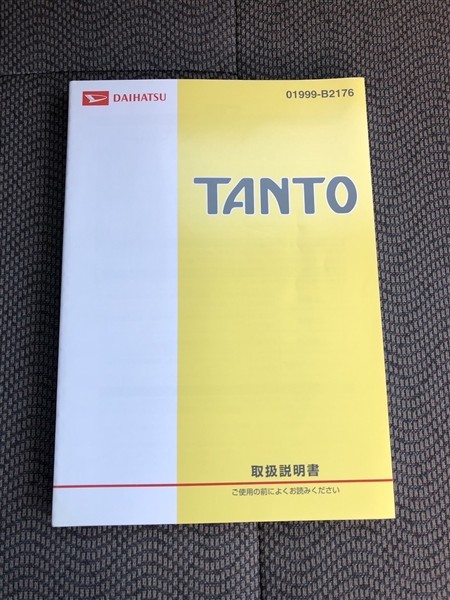 DAIHATSU
01999-B2176
TANTO
取扱説明書
ご使用の前によくお読みください